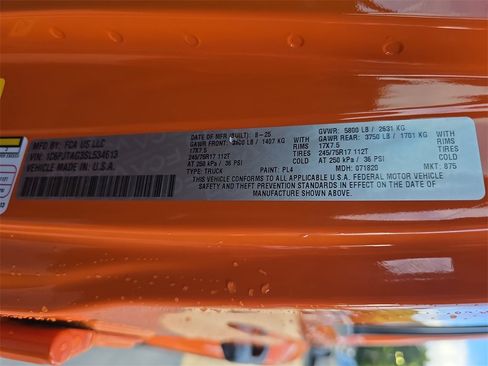 MFD BY: FCA US LLC
VIN: 1C6PJTAG3SL534613
VEHICLE MADE IN: U.S.A.
DATE OF MFR (BUILT): 8-25
GAWR FRONT: 3100 LB / 1407 KG
17X7.5 RIMS
245/75R17 112T TIRES
AT 250 kPa / 36 PSI
TYPE: TRUCK PAINT: PL4
GVWR: 5800 LB / 2631 KG
GAWR REAR: 3750 LB / 1701 KG
17X7.5 RIMS
245/75R17 112T TIRES
AT 250 kPa / 36 PSI
MDH: 071820 MKT: 875
THIS VEHICLE CONFORMS TO ALL APPLICABLE U.S.A. FEDERAL MOTOR VEHICLE
SAFETY AND THEFT PREVENTION STANDARDS IN EFFECT ON THE DATE OF
MANUFACTURE SHOWN ABOVE.